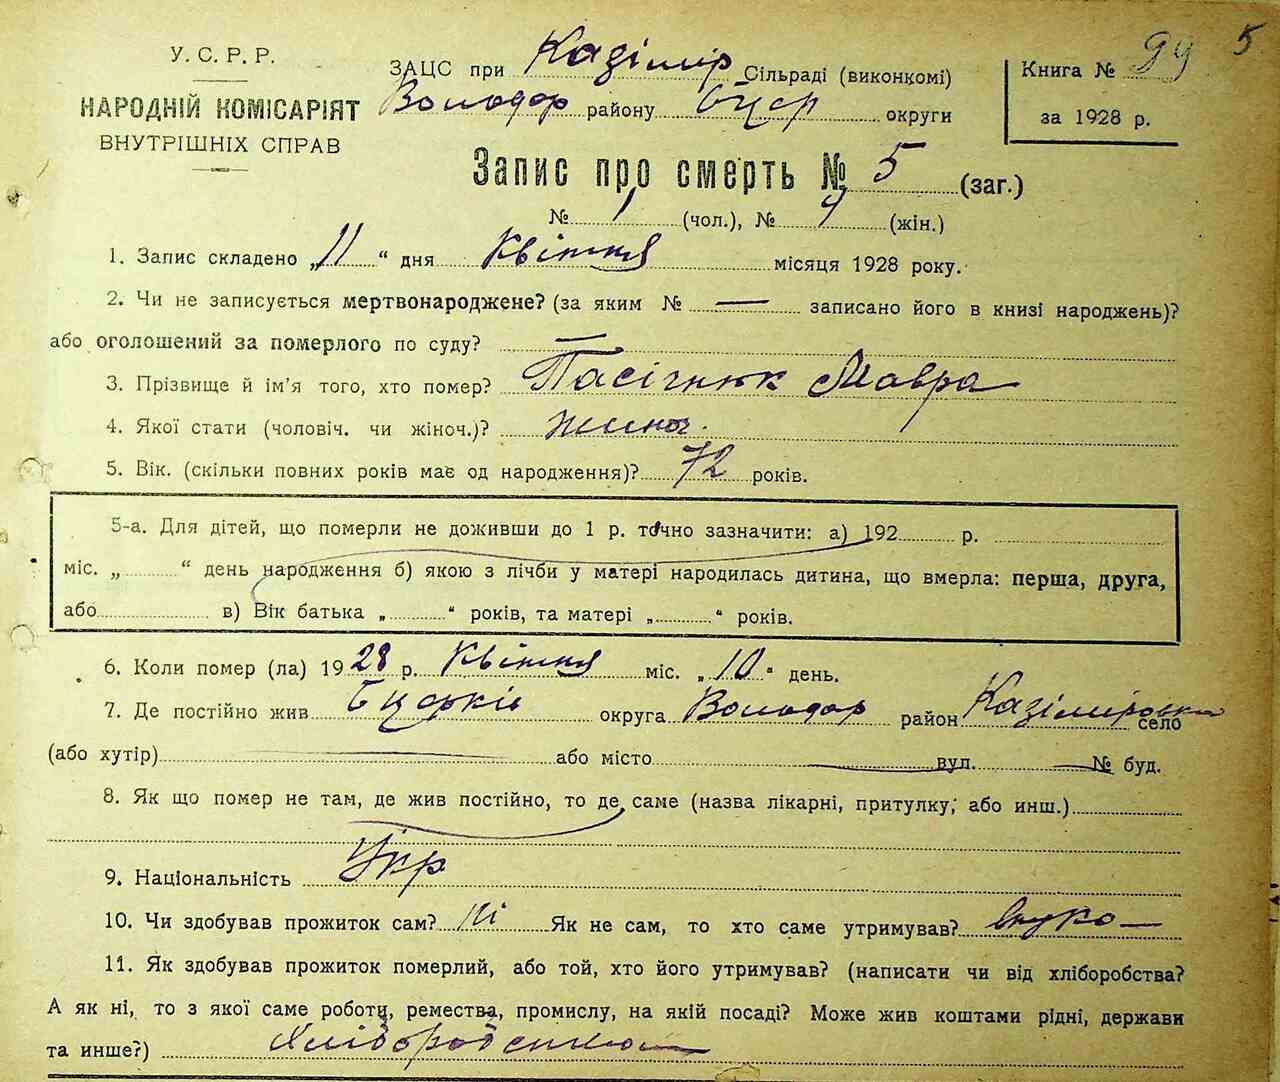 5
У. С. Р. Р.
НАРОДНІЙ КОМІСАРІЯТ
ВНУТРІШНІХ СПРАВ
ЗАЦС при Казімір Сільраді (виконкомі)
Володар району Бцер округи
Книга №
за 1928 р.
Запис про смерть № 5 (заг.)
№ 1 (чол.), № 4 (жін.)
1. Запис складено „11“ дня Квітня місяця 1928 року.
2. Чи не записується мертвонароджене? (за яким № — записано його в книзі народжень)?
або оголошений за померлого по суду? —
3. Прізвище й ім'я того, хто помер? Пасічнюк Мавра
4. Якої стати (чоловіч. чи жіноч.)? жиноч.
5. Вік. (скільки повних років має од народження)? 72 років.
5-а. Для дітей, що померли не доживши до 1 р. точно зазначити: а) 192 р.
міс. „ “ день народження б) якою з лічби у матері народилась дитина, що вмерла: перша, друга,
або в) Вік батька „ “ років, та матері „ “ років.
6. Коли помер (ла) 1928 р. Квітня міс. „10“ день.
7. Де постійно жив Бцерків округа Володар район Казіміровка село
(або хутір) або місто вул. № буд.
8. Як що помер не там, де жив постійно, то де саме (назва лікарні, притулку, або инш.)
9. Національність Укр
10. Чи здобував прожиток сам? Ні Як не сам, то хто саме утримував?
11. Як здобував прожиток померлий, або той, хто його утримував? (написати чи від хліборобства?
А як ні, то з якої саме роботи, ремества, промислу, на якій посаді? Може жив коштами рідні, держави
та инше?)